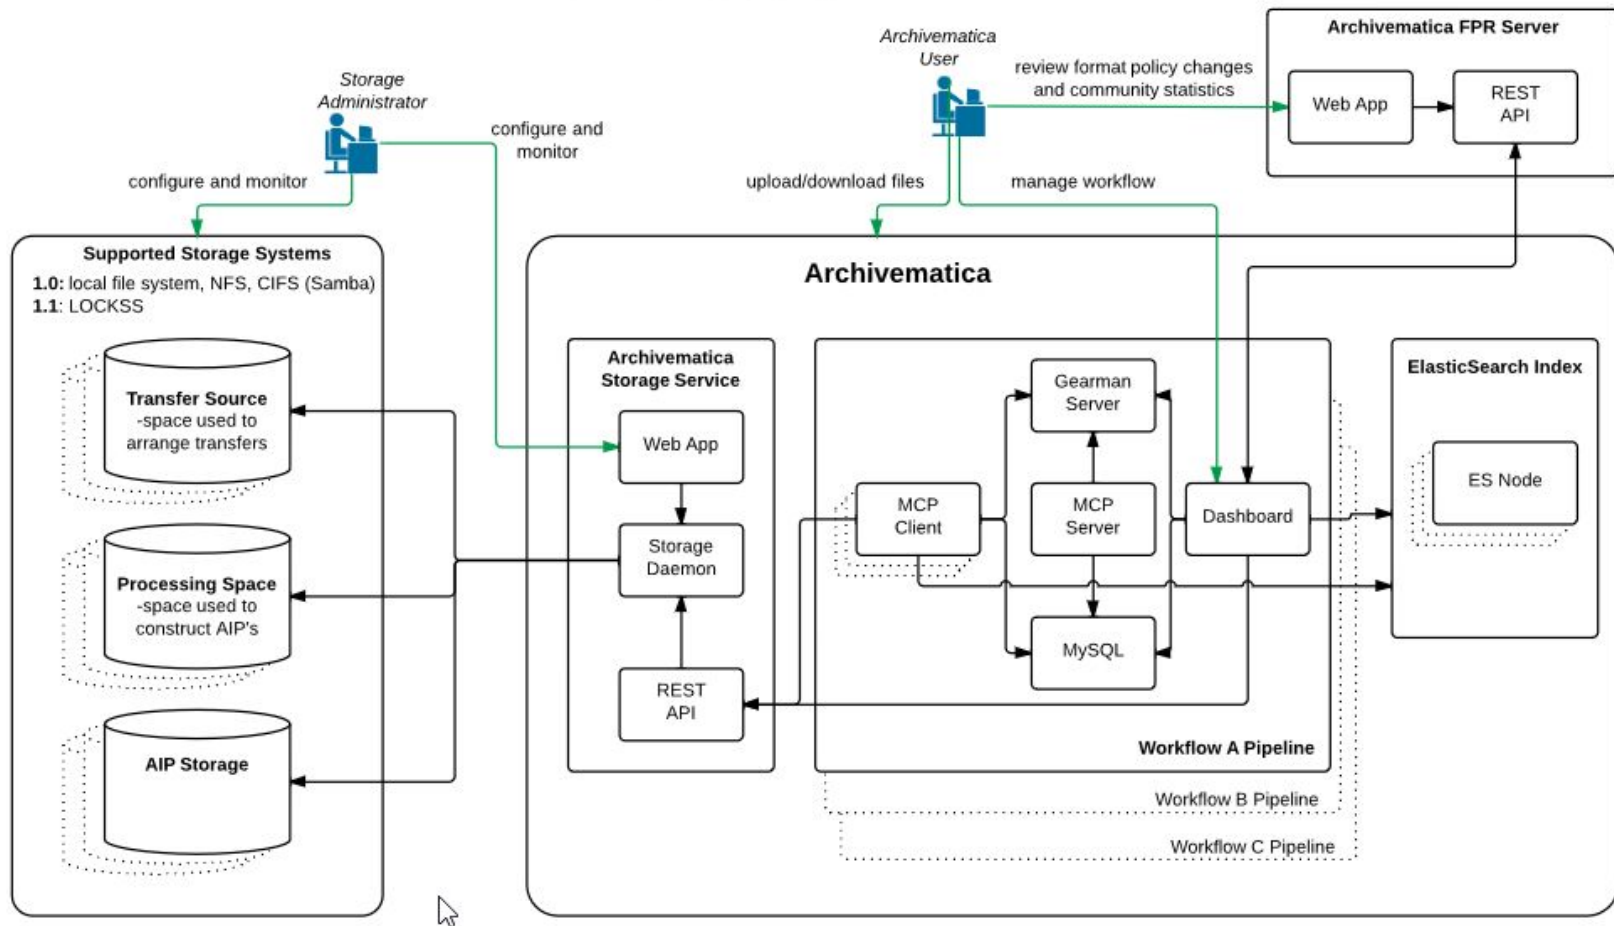 Archivematica FPR Server
Web App
REST
API
Archivematica
User
review format policy changes
and community statistics
Storage
Administrator
configure and
monitor
configure and monitor
upload/download files
manage workflow
Supported Storage Systems
1.0: local file system, NFS, CIFS (Samba)
1.1: LOCKSS
Transfer Source
-space used to
arrange transfers
Processing Space
-space used to
construct AIP's
AIP Storage
Archivematica
Archivematica
Storage Service
Web App
Storage
Daemon
REST
API
Gearman
Server
MCP
Client
MCP
Server
Dashboard
MySQL
Workflow A Pipeline
Workflow B Pipeline
Workflow C Pipeline
ElasticSearch Index
ES Node